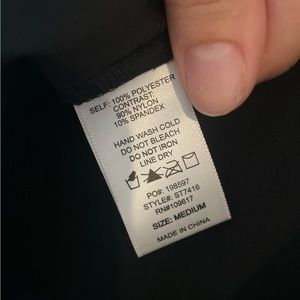 SELF: 100% POLYESTER
CONTRAST:
90% NYLON
10% SPANDEX
HAND WASH COLD
DO NOT BLEACH
DO NOT IRON
LINE DRY
PO#: 198597
STYLE#: ST7416
RN#109617
SIZE: MEDIUM
MADE IN CHINA